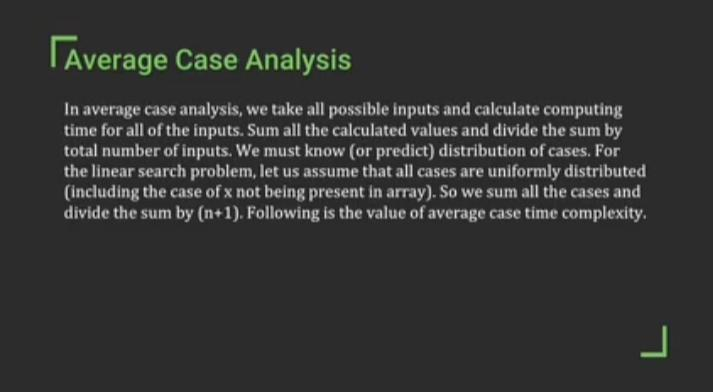 Average Case Analysis
In average case analysis, we take all possible inputs and calculate computing
time for all of the inputs. Sum all the calculated values and divide the sum by
total number of inputs. We must know (or predict) distribution of cases. For
the linear search problem, let us assume that all cases are uniformly distributed
(including the case of x not being present in array). So we sum all the cases and
divide the sum by (n+1). Following is the value of average case time complexity.